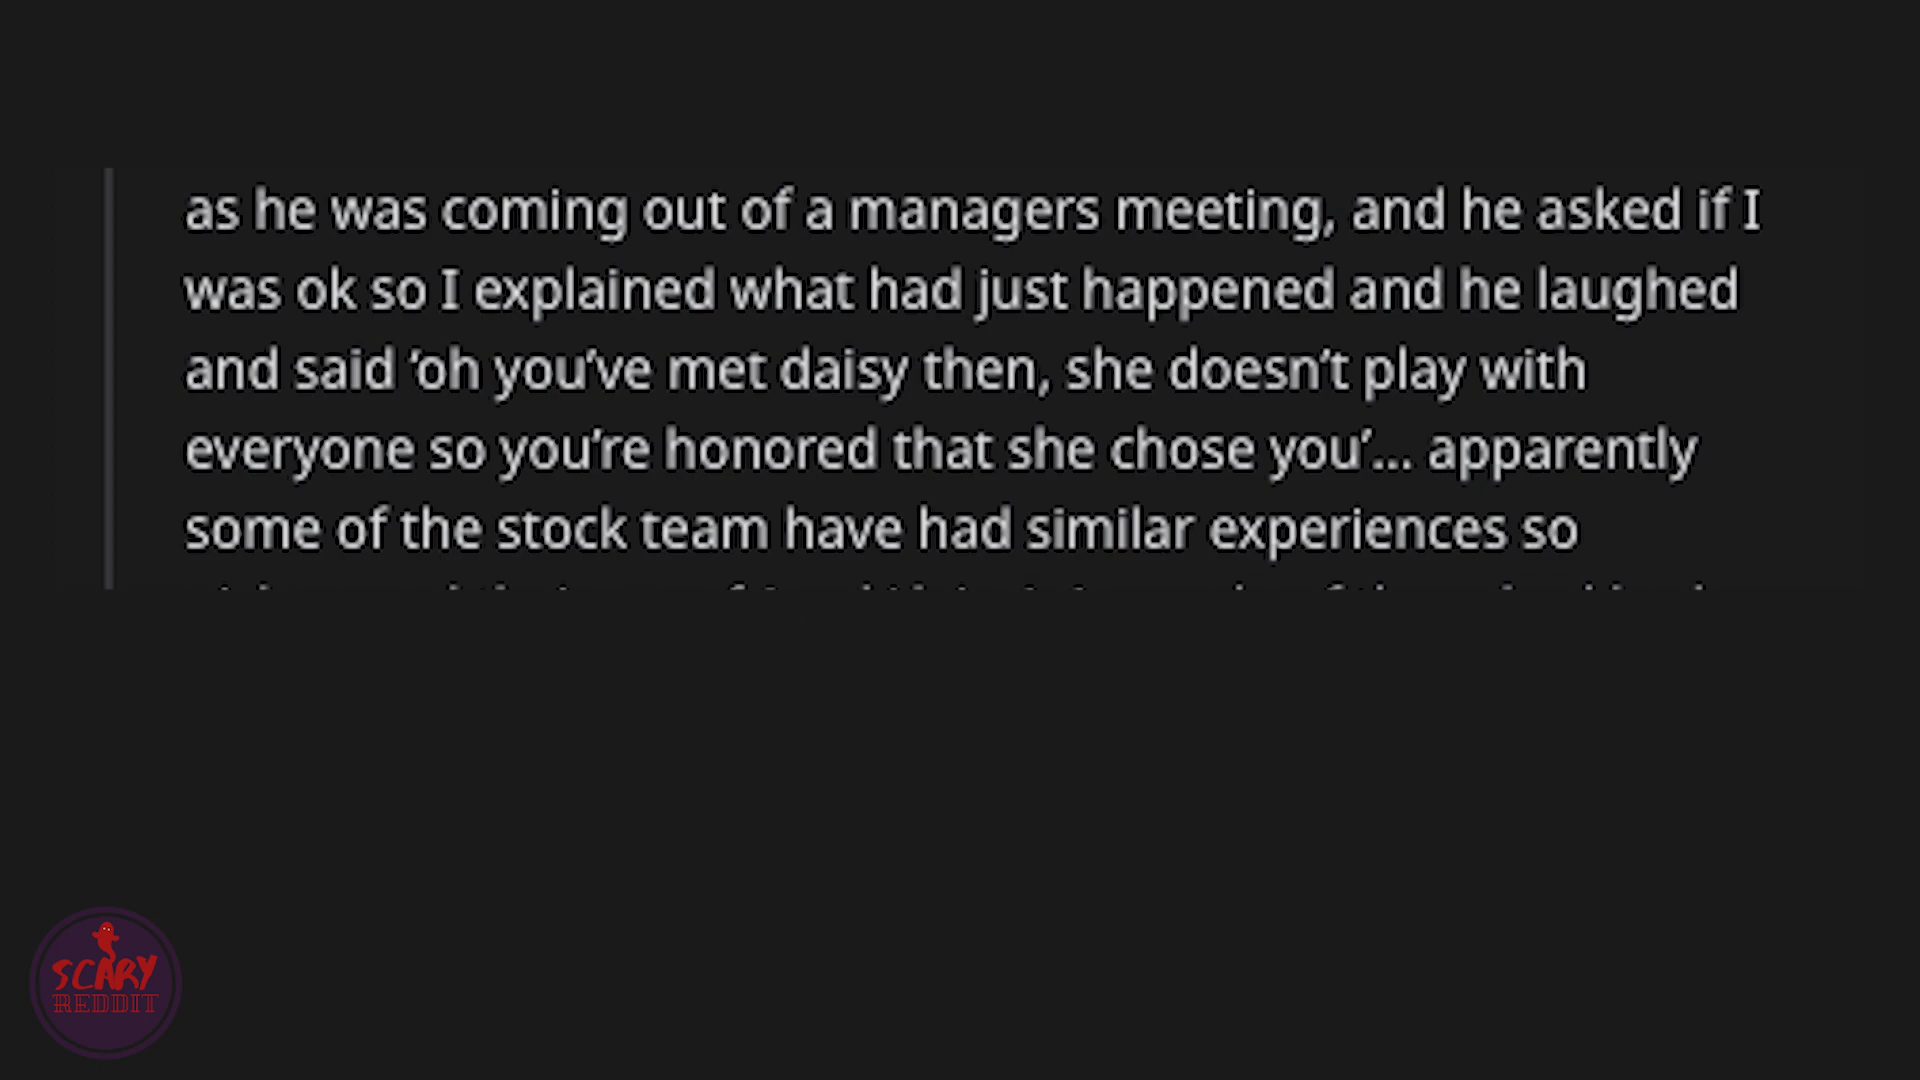 as he was coming out of a managers meeting, and he asked if I
was ok so I explained what had just happened and he laughed
and said ‘oh you’ve met daisy then, she doesn’t play with
everyone so you’re honored that she chose you’... apparently
some of the stock team have had similar experiences so
SCARY
REDDIT